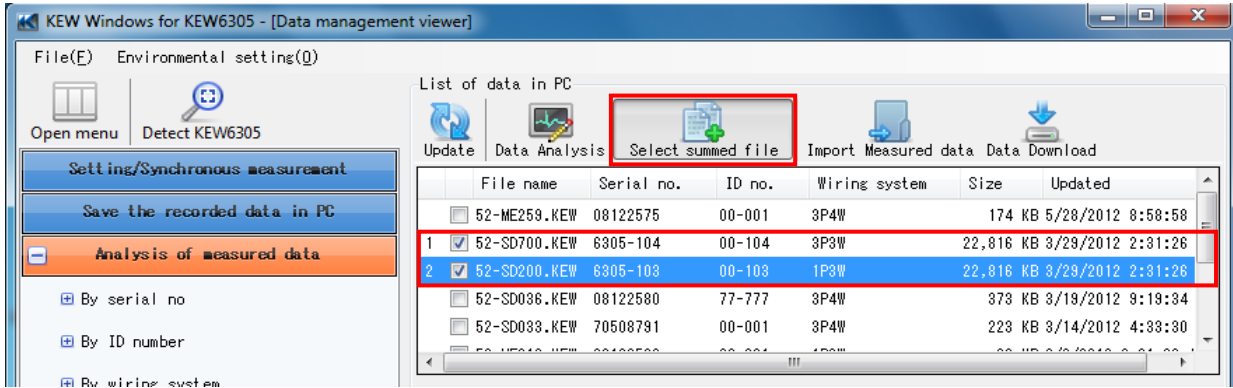 KEW Windows for KEW6305 - [Data management viewer]
File(F) Environmental setting(O)
List of data in PC
Open menu Detect KEW6305
Update Data Analysis Select summed file Import Measured data Data Download
Setting/Synchronous measurement
File name Serial no. ID no. Wiring system Size Updated
Save the recorded data in PC
52-ME259.KEW 08122575 00-001 3P4W 174 KB 5/28/2012 8:58:58
1 52-SD700.KEW 6305-104 00-104 3P3W 22,816 KB 3/29/2012 2:31:26
Analysis of measured data
2 52-SD200.KEW 6305-103 00-103 1P3W 22,816 KB 3/29/2012 2:31:26
By serial no
52-SD036.KEW 08122580 77-777 3P4W 373 KB 3/19/2012 9:19:34
52-SD033.KEW 70508791 00-001 3P4W 223 KB 3/14/2012 4:33:30
By ID number
By wiring system